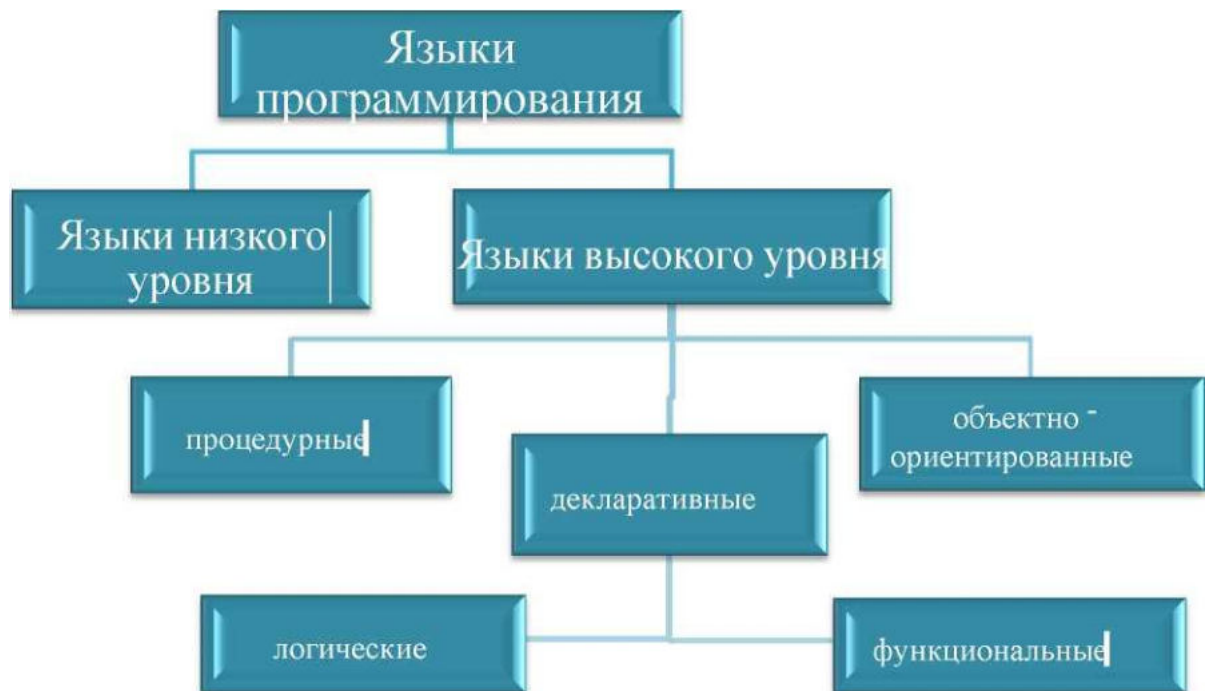 Языки
программирования
Языки низкого
уровня
Языки высокого уровня
процедурные
объектно -
ориентированные
декларативные
логические
функциональные